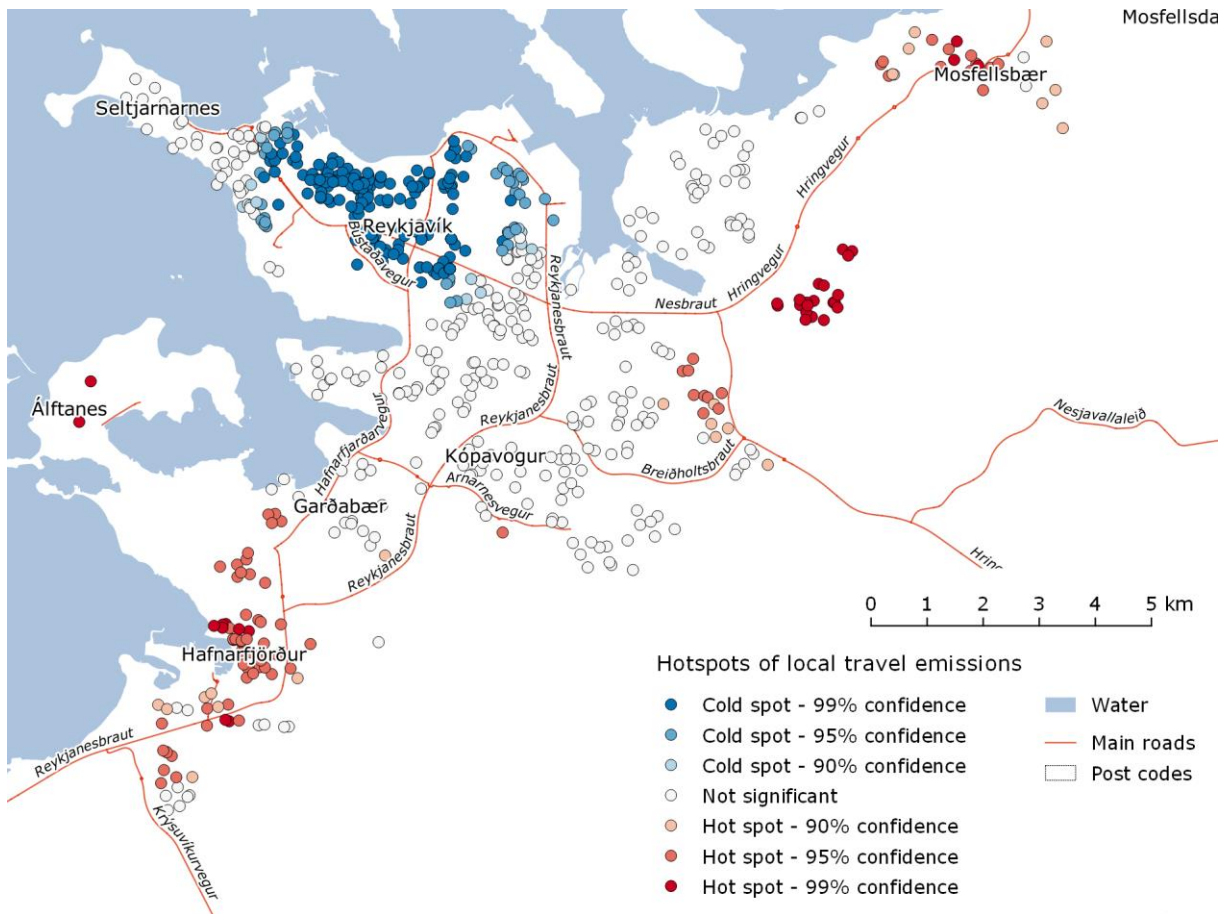 Mosfellsda
Mosfellsbær
Seltjarnarnes
Hringvegur
Reykjavík
Bústaðavegur
Reykjanesbraut
Hringvegur
Nesbraut
Álftanes
Hafnarfjarðarvegur
Reykjanesbraut
Nesjavallaleið
Kópavogur
Breiðholtsbraut
Arnarnesvegur
Garðabær
Reykjanesbraut
Hring
0 1 2 3 4 5 km
Hafnarfjörður
Hotspots of local travel emissions
Cold spot - 99% confidence
Cold spot - 95% confidence
Cold spot - 90% confidence
Not significant
Hot spot - 90% confidence
Hot spot - 95% confidence
Hot spot - 99% confidence
Water
Main roads
Post codes
Reykjanesbraut
Krýsuvíkurvegur